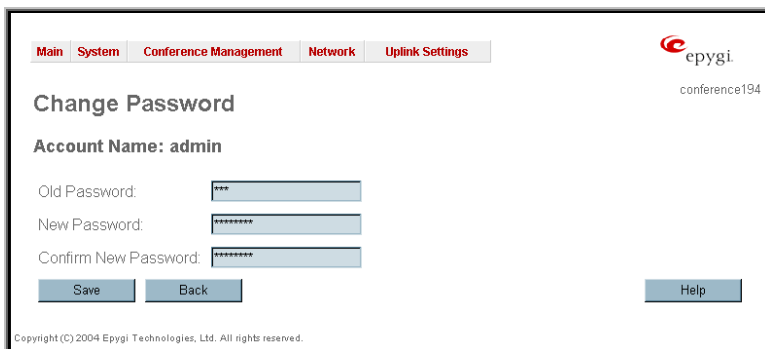 Main System Conference Management Network Uplink Settings
epygi
conference194
Change Password
Account Name: admin
Old Password: ***
New Password: ********
Confirm New Password: ********
Save Back Help
Copyright (C) 2004 Epygi Technologies, Ltd. All rights reserved.